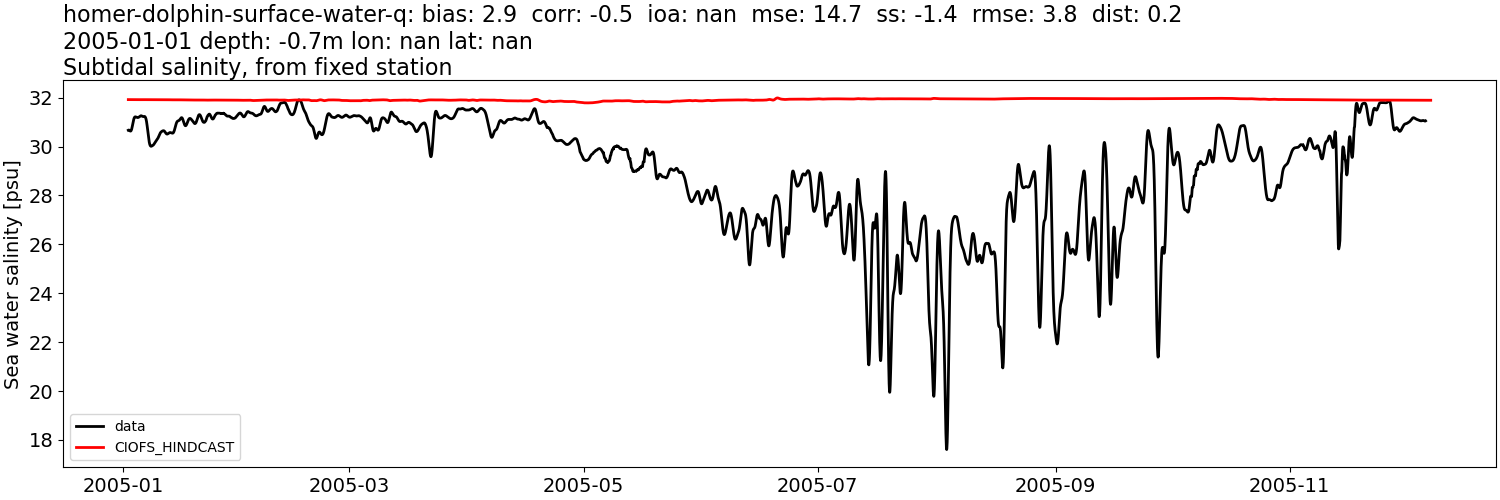 homer-dolphin-surface-water-q: bias: 2.9  corr: -0.5  ioa: nan  mse: 14.7  ss: -1.4  rmse: 3.8  dist: 0.2
2005-01-01 depth: -0.7m lon: nan lat: nan
Subtidal salinity, from fixed station
Sea water salinity [psu]
32
30
28
26
24
22
20
18
data
CIOFS_HINDCAST
2005-01
2005-03
2005-05
2005-07
2005-09
2005-11